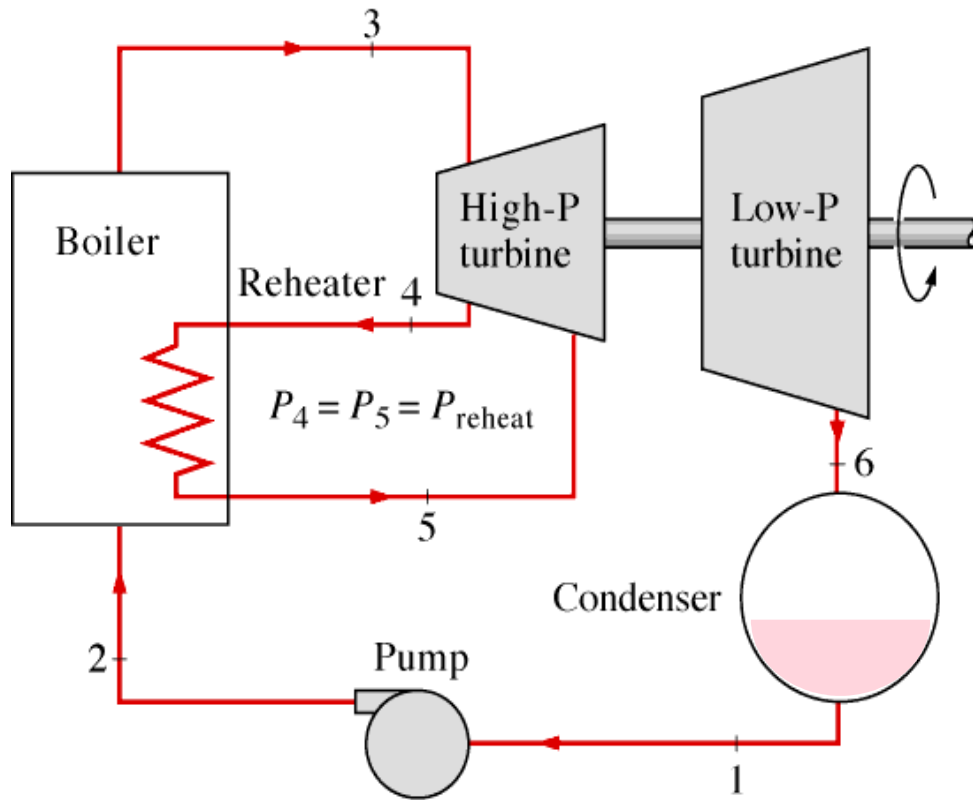 3
High-P
turbine
Low-P
turbine
Boiler
Reheater
4
P4 = P5 = Preheat
5
6
Condenser
2
Pump
1